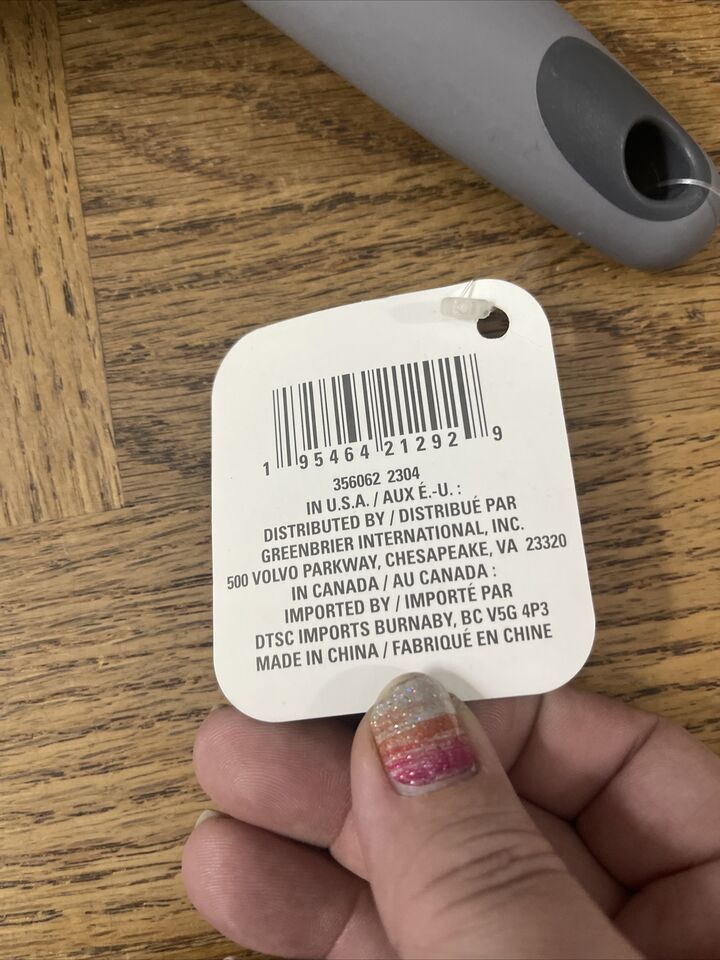 1 95464 21292 9
356062 2304
IN U.S.A. / AUX É.-U. :
DISTRIBUTED BY / DISTRIBUÉ PAR
GREENBRIER INTERNATIONAL, INC.
500 VOLVO PARKWAY, CHESAPEAKE, VA 23320
IN CANADA / AU CANADA :
IMPORTED BY / IMPORTÉ PAR
DTSC IMPORTS BURNABY, BC V5G 4P3
MADE IN CHINA / FABRIQUÉ EN CHINE